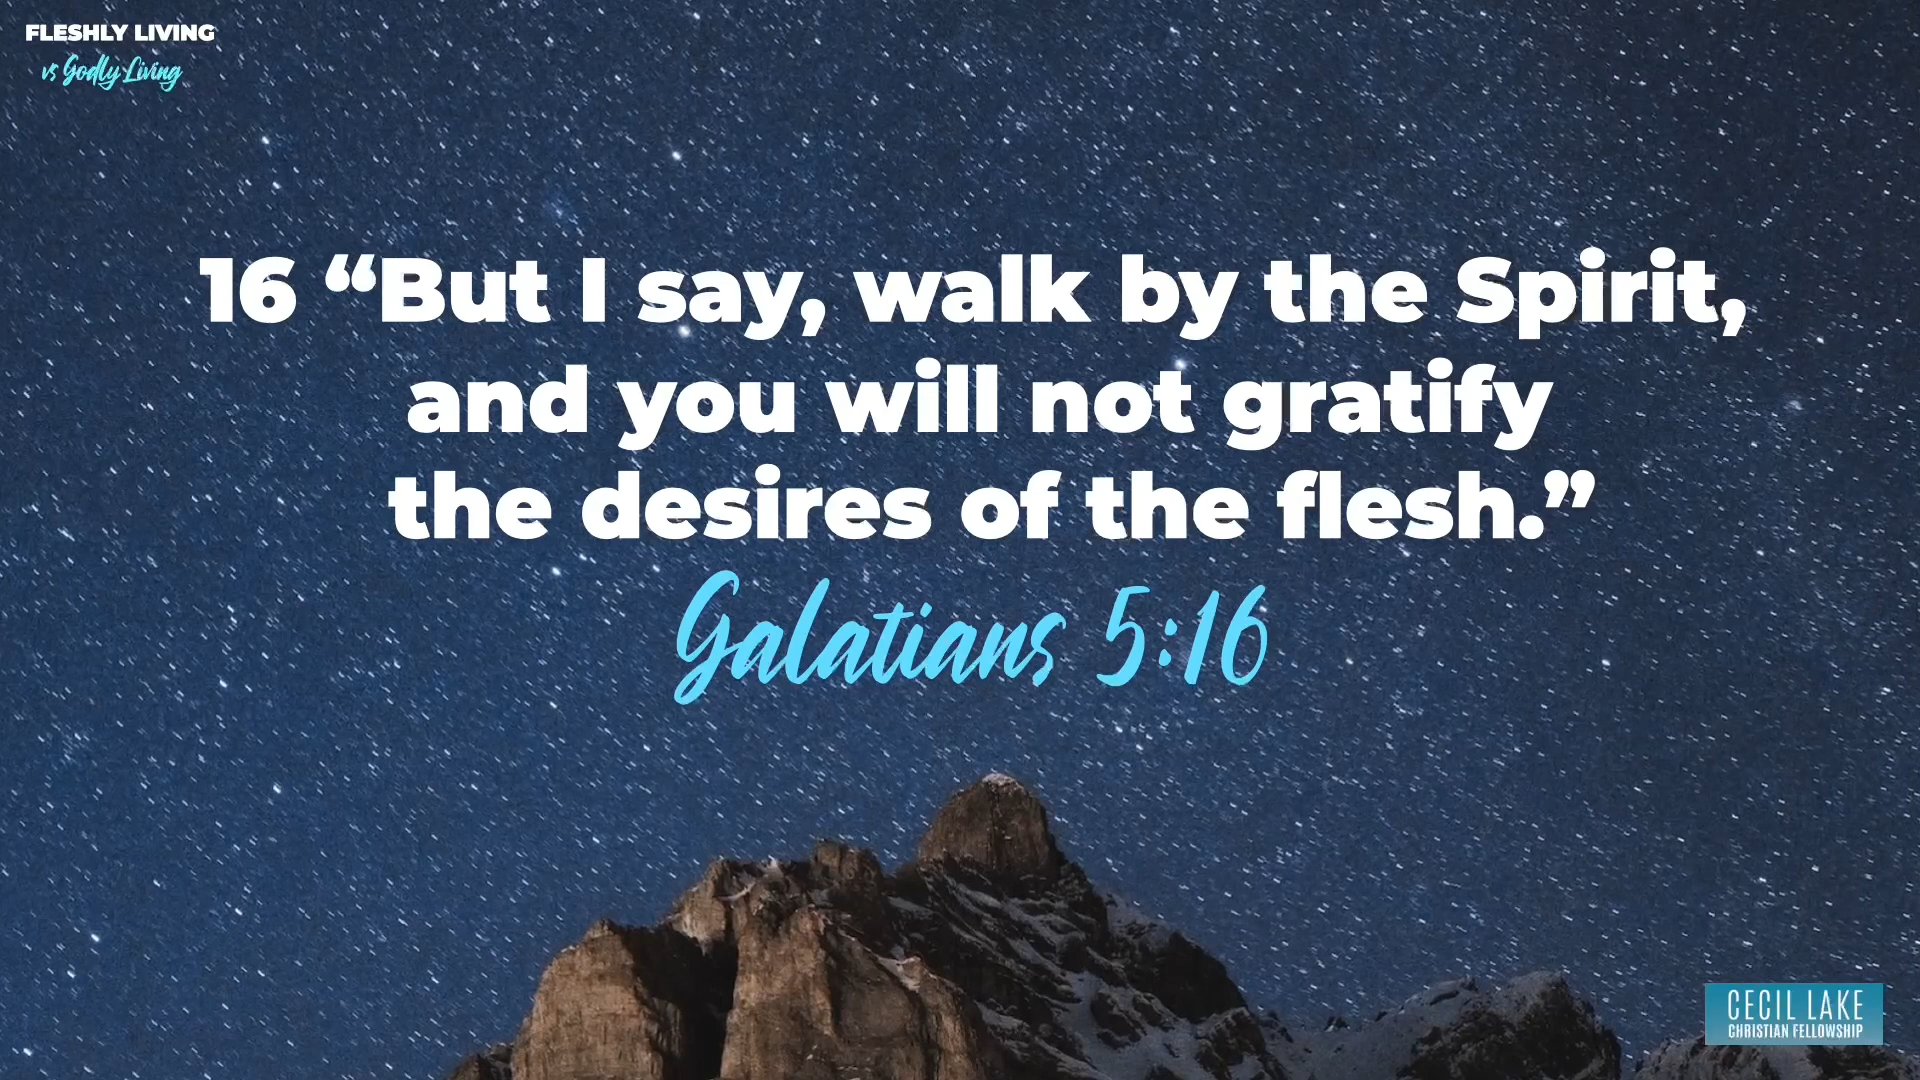 FLESHLY LIVING
vs Godly Living
16 “But I say, walk by the Spirit,
and you will not gratify
the desires of the flesh.”
Galatians 5:16
CECIL LAKE
CHRISTIAN FELLOWSHIP